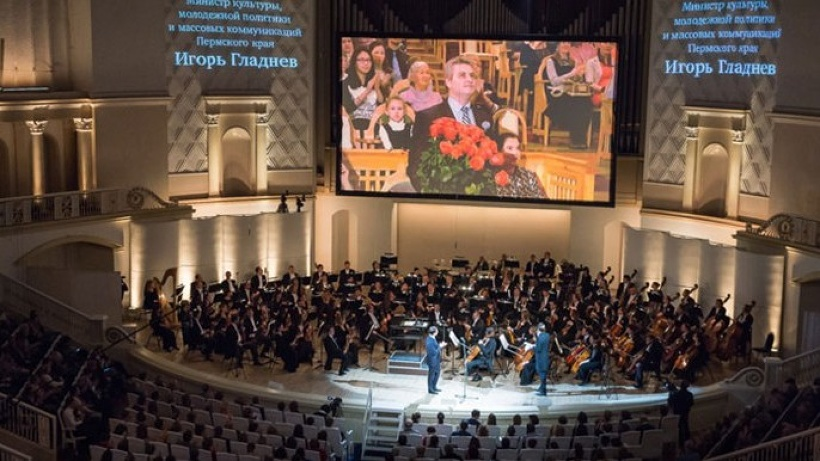 Министр культуры,
молодежной политики
и массовых коммуникаций
Пермского края
Игорь Гладнев
Министр культуры,
молодежной политики
и массовых коммуникаций
Пермского края
Игорь Гладнев